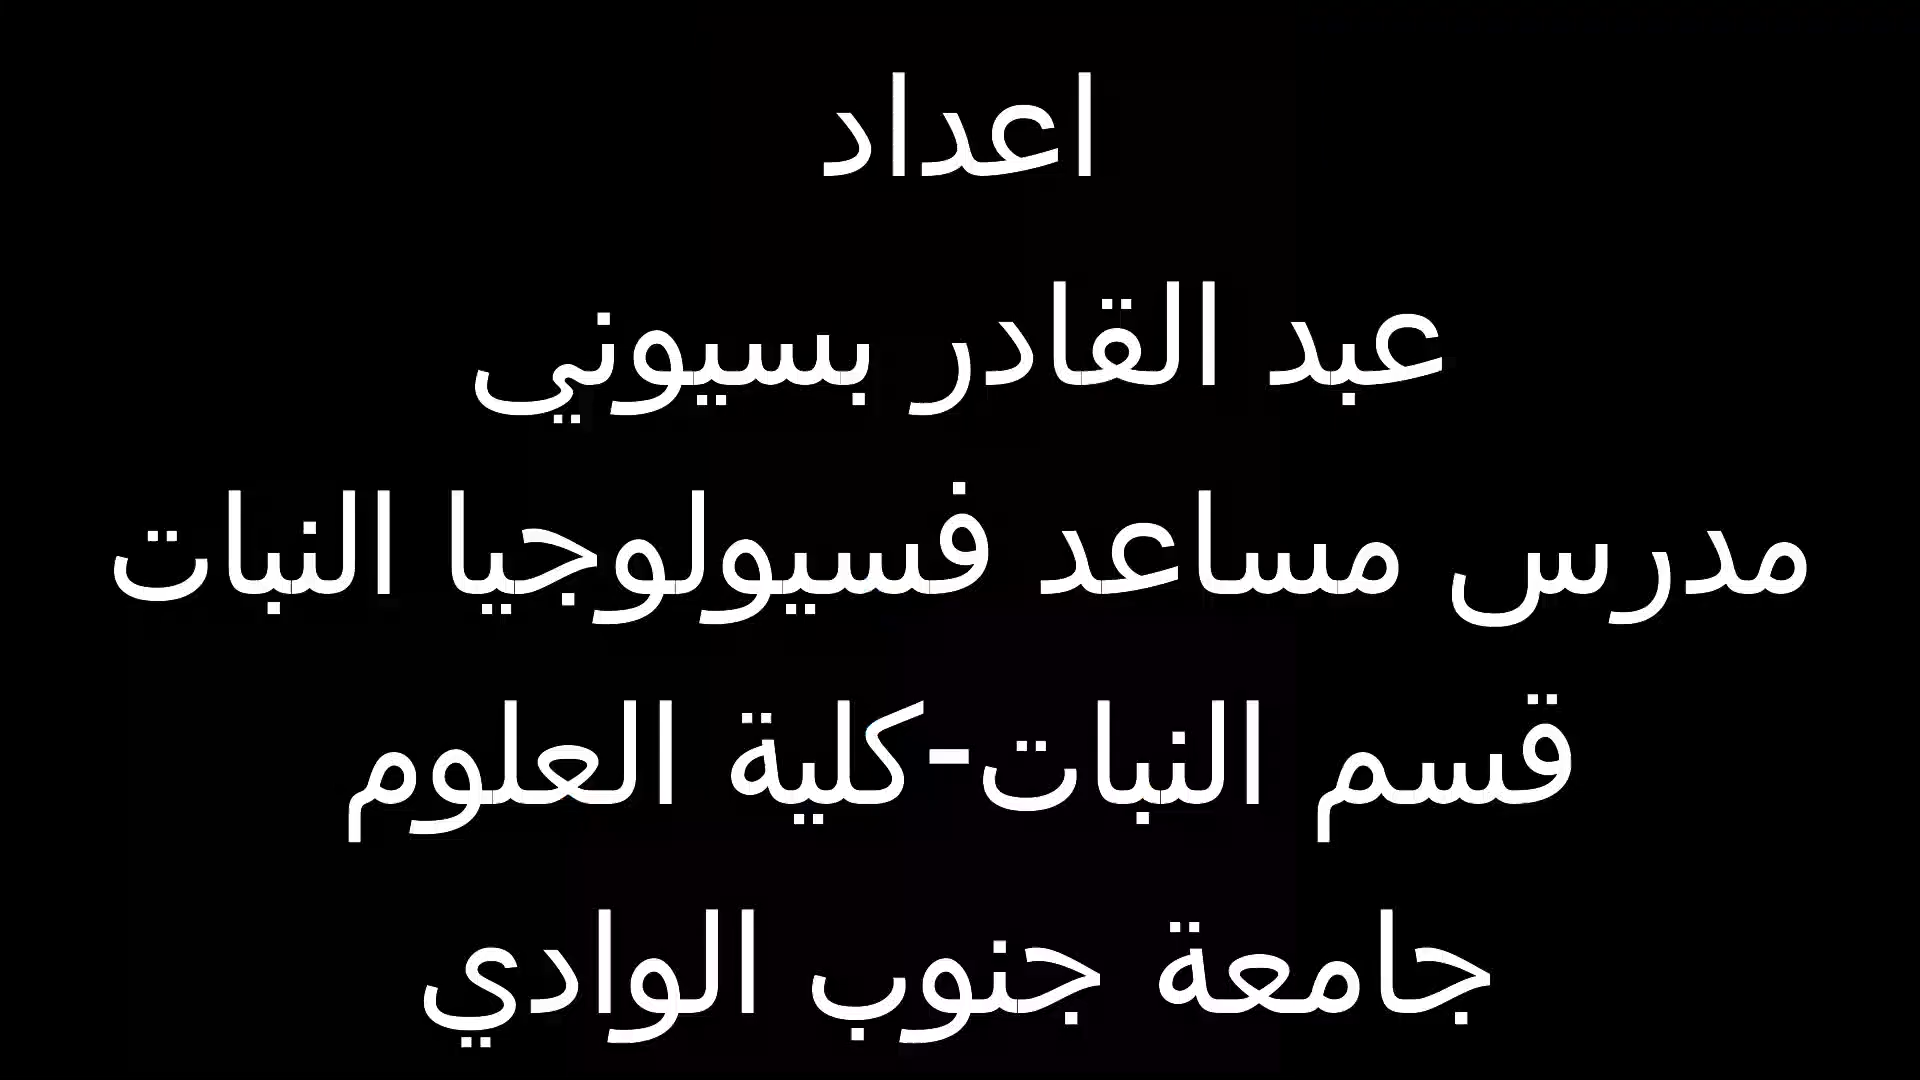 اعداد
عبد القادر بسيوني
مدرس مساعد فسيولوجيا النبات
قسم النبات-كلية العلوم
جامعة جنوب الوادي